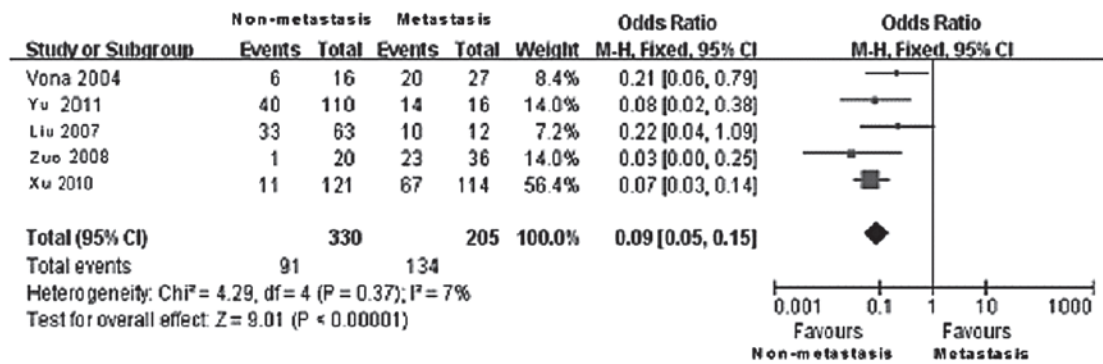 Non-metastasis Metastasis Odds Ratio Odds Ratio
Study or Subgroup Events Total Events Total Weight M-H, Fixed, 95% CI M-H, Fixed, 95% CI
Vona 2004 6 16 20 27 8.4% 0.21 [0.06, 0.79]
Yu 2011 40 110 14 16 14.0% 0.08 [0.02, 0.38]
Liu 2007 33 63 10 12 7.2% 0.22 [0.04, 1.09]
Zuo 2008 1 20 23 36 14.0% 0.03 [0.00, 0.25]
Xu 2010 11 121 67 114 56.4% 0.07 [0.03, 0.14]
Total (95% CI) 330 205 100.0% 0.09 [0.05, 0.15]
Total events 91 134
Heterogeneity: Chi² = 4.29, df = 4 (P = 0.37); I² = 7%
Test for overall effect: Z = 9.01 (P < 0.00001)
0.001 0.1 1 10 1000
Favours Favours
Non-metastasis Metastasis